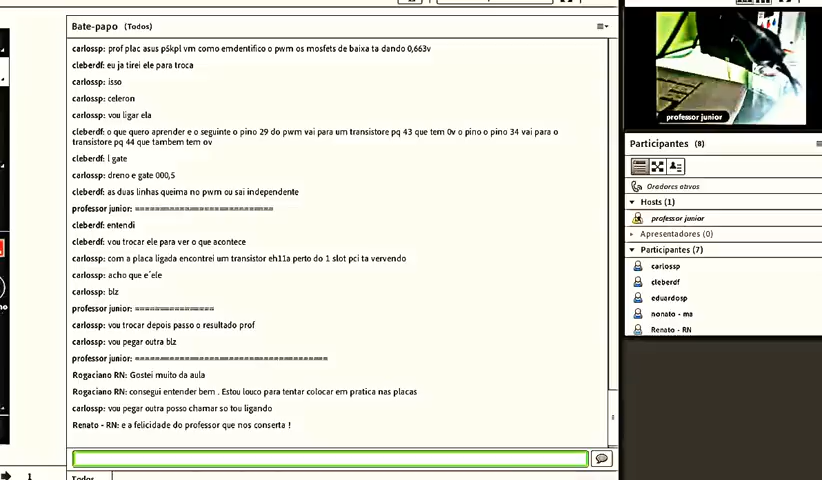 Bate-papo (Todos)
carlossp: prof plac asus p5kpl vm como emdentifico o pwm os mosfets de baixa ta dando 0,663v
cleberdf: eu ja tirei ele para troca
carlossp: isso
carlossp: celeron
carlossp: vou ligar ela
cleberdf: o que quero aprender e o seguinte o pino 29 do pwm vai para um transistore pq 43 que tem 0v o pino o pino 34 vai para o
transistore pq 44 que tambem tem ov
cleberdf: l gate
carlossp: dreno e gate 000,5
cleberdf: as duas linhas queima no pwm ou sai independente
professor junior: ===========================
cleberdf: entendi
cleberdf: vou trocar ele para ver o que acontece
carlossp: com a placa ligada encontrei um transistor eh11a perto do 1 slot pci ta vervendo
carlossp: acho que e´ele
carlossp: blz
professor junior: ===============
carlossp: vou trocar depois passo o resultado prof
carlossp: vou pegar outra blz
professor junior: =====================================
Rogaciano RN: Gostei muito da aula
Rogaciano RN: consegui entender bem . Estou louco para tentar colocar em pratica nas placas
carlossp: vou pegar outra posso chamar so tou ligando
Renato - RN: e a felicidade do professor que nos conserta !
Todos
1
professor junior
Participantes (8)
Oradores ativos
Hosts (1)
professor junior
Apresentadores (0)
Participantes (7)
carlossp
cleberdf
eduardosp
nonato - ma
Renato - RN